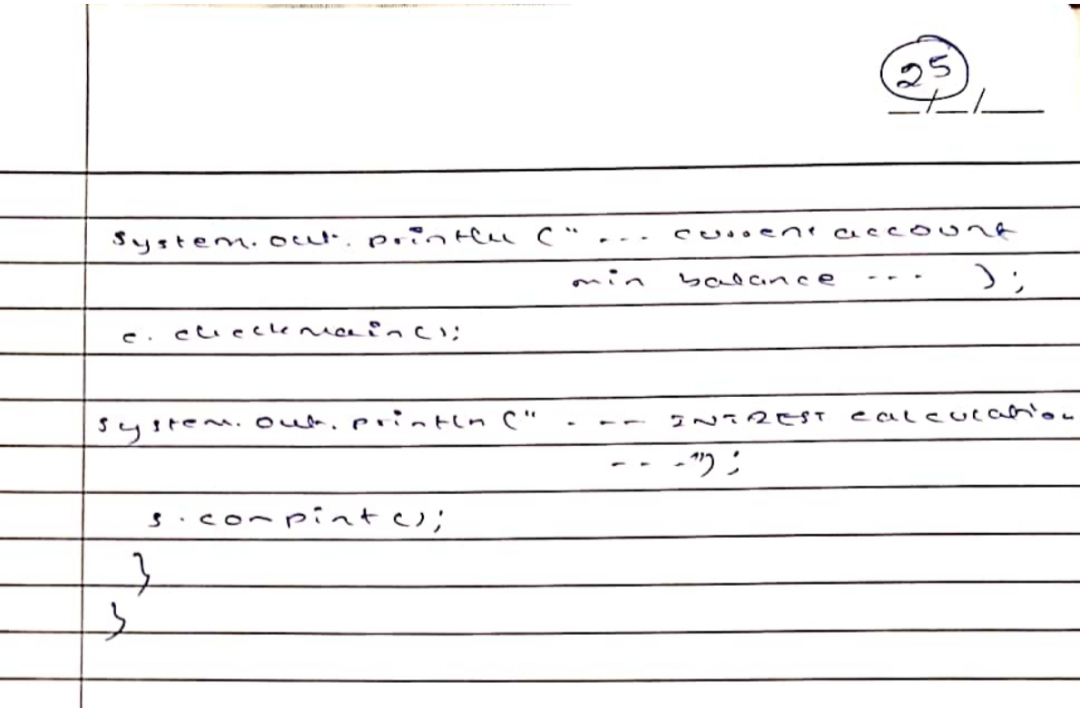 25
System.out.println ("... current account
min balance --- );
c. checkmain();
System.out.println (" - -- INTREST calculation
--- -");
s.compint();
}
}